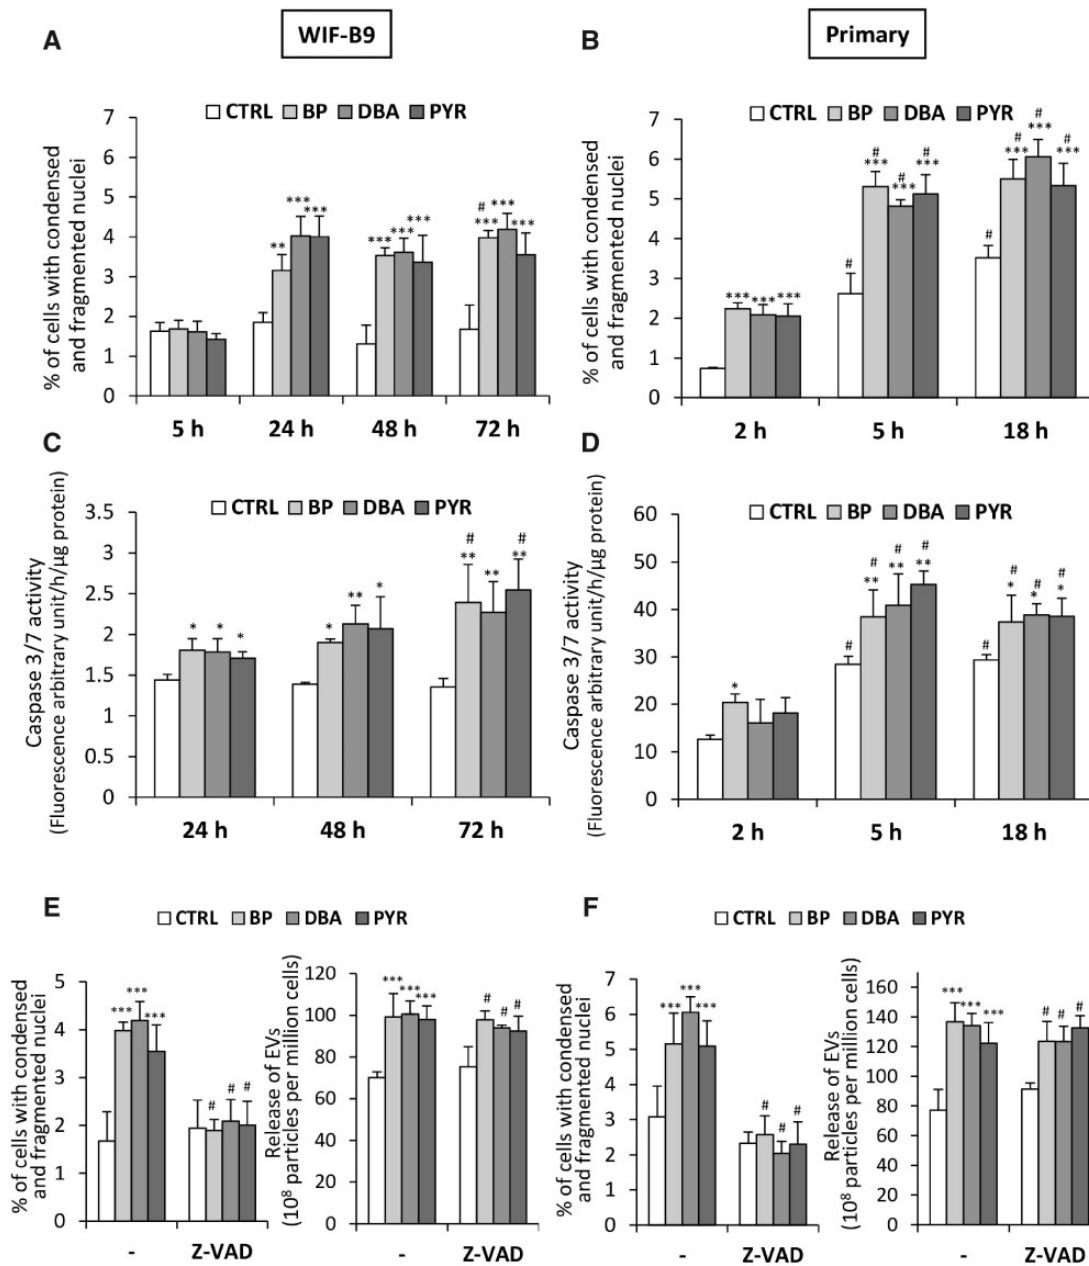 A
WIF-B9
B
Primary
CTRL BP DBA PYR
% of cells with condensed
and fragmented nuclei
7
6
5
4
3
2
1
0
** *** ***
*** *** ***
#
*** *** ***
5 h 24 h 48 h 72 h
CTRL BP DBA PYR
% of cells with condensed
and fragmented nuclei
7
6
5
4
3
2
1
0
*** *** ***
# # # #
*** *** ***
# # # #
*** *** ***
2 h 5 h 18 h
C
CTRL BP DBA PYR
Caspase 3/7 activity
(Fluorescence arbitrary unit/h/µg protein)
3.5
3
2.5
2
1.5
1
0.5
0
* * *
* ** *
# #
** ** **
24 h 48 h 72 h
D
CTRL BP DBA PYR
Caspase 3/7 activity
(Fluorescence arbitrary unit/h/µg protein)
60
50
40
30
20
10
0
*
# # # #
** ** **
# # # #
* * *
2 h 5 h 18 h
E
CTRL BP DBA PYR
% of cells with condensed
and fragmented nuclei
5
4
3
2
1
0
*** *** ***
# # #
- Z-VAD
Release of EVs
(10⁸ particles per million cells)
120
100
80
60
40
20
0
*** *** ***
# # #
- Z-VAD
F
CTRL BP DBA PYR
% of cells with condensed
and fragmented nuclei
7
6
5
4
3
2
1
0
*** *** ***
# # #
- Z-VAD
Release of EVs
(10⁸ particles per million cells)
160
140
120
100
80
60
40
20
0
*** *** ***
# # #
- Z-VAD